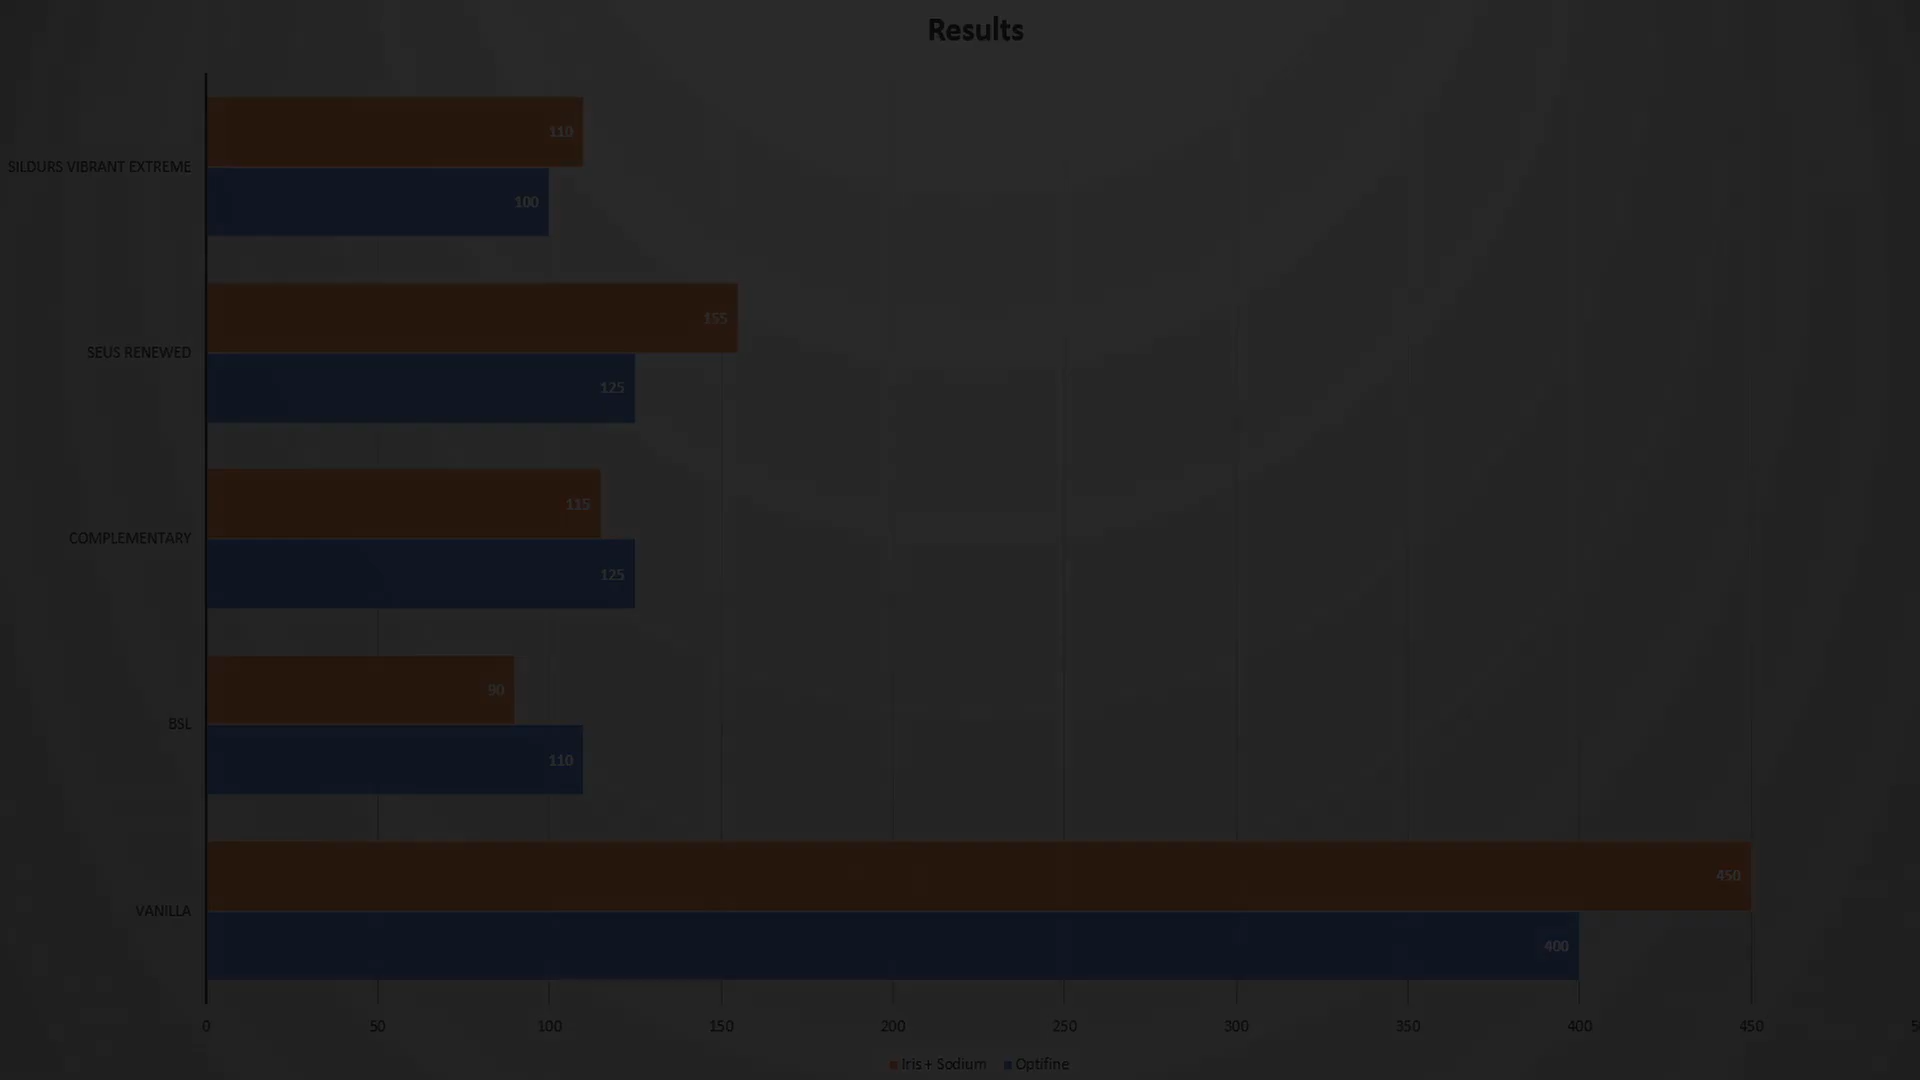 Results
110
SILDURS VIBRANT EXTREME
100
155
SEUS RENEWED
125
115
COMPLEMENTARY
125
90
BSL
110
450
VANILLA
400
0 50 100 150 200 250 300 350 400 450
Iris + Sodium Optifine